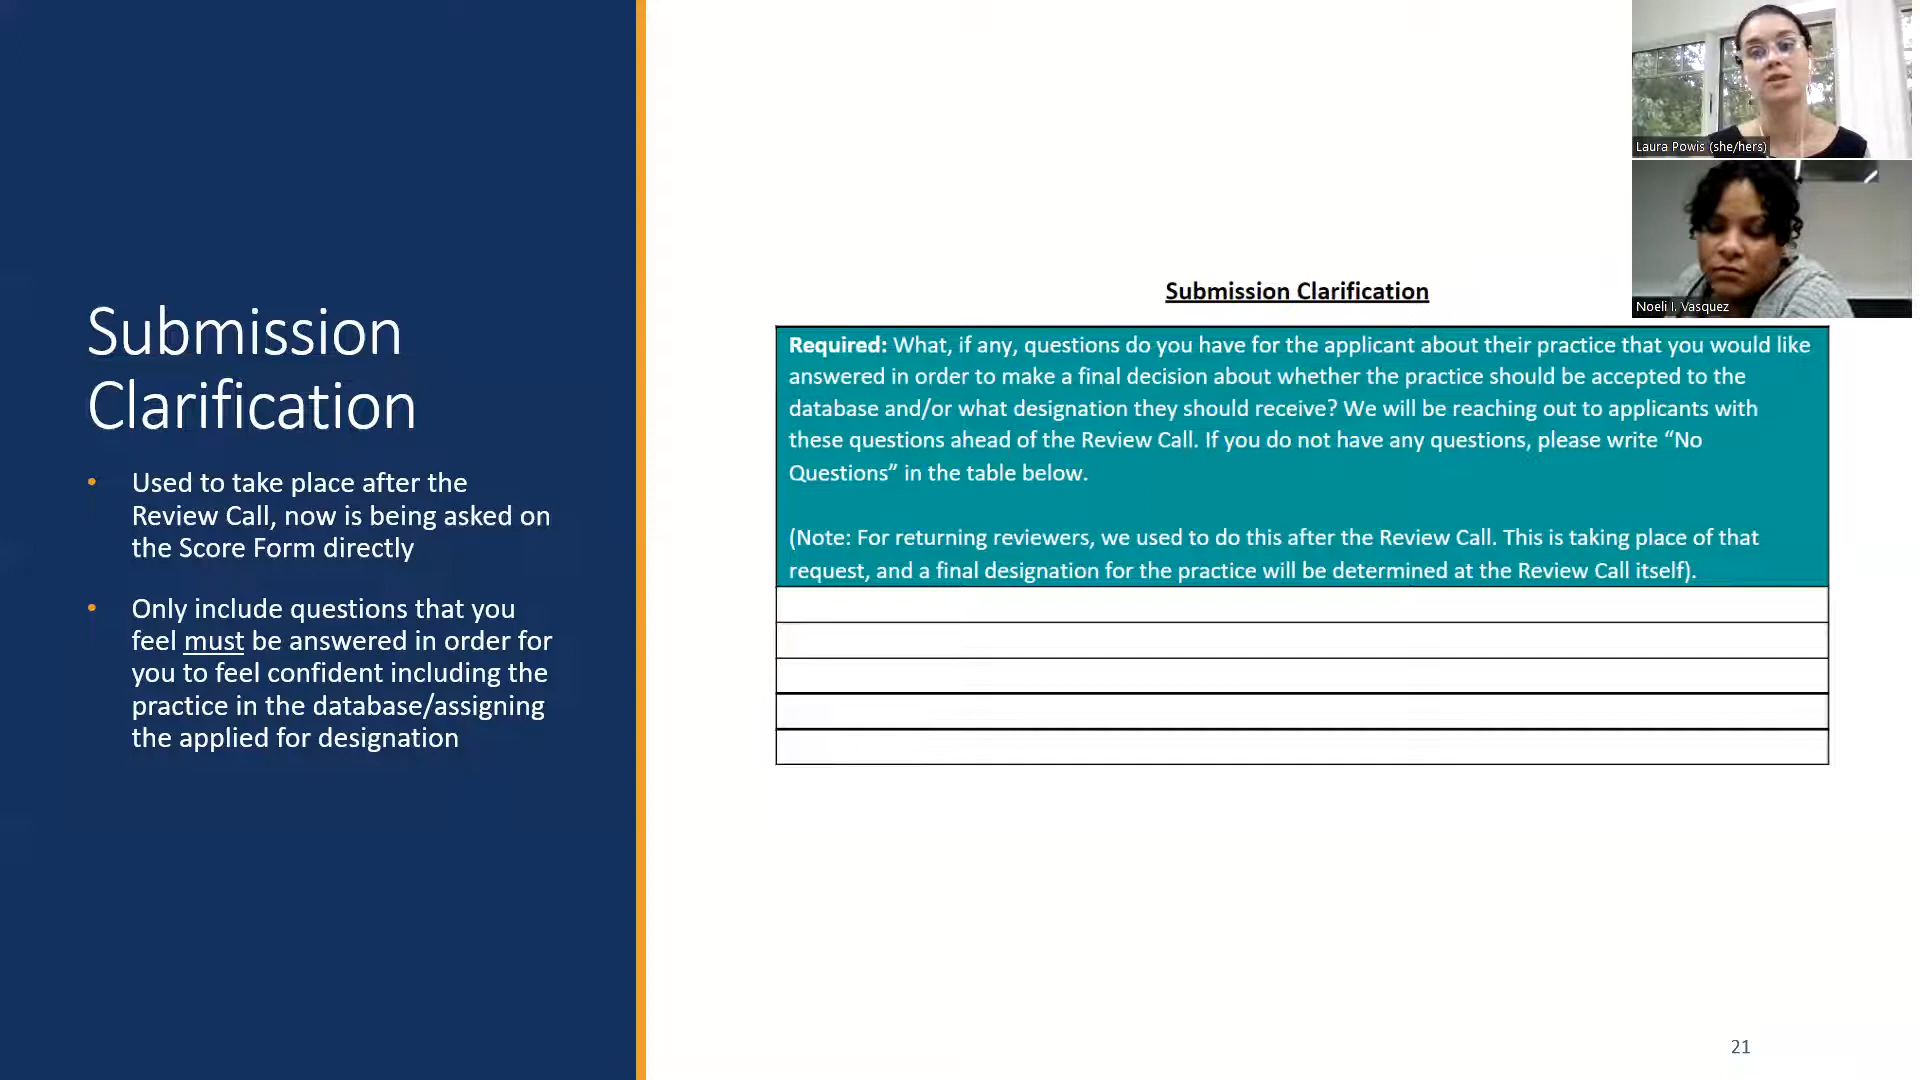 Submission
Clarification
• Used to take place after the
Review Call, now is being asked on
the Score Form directly
• Only include questions that you
feel must be answered in order for
you to feel confident including the
practice in the database/assigning
the applied for designation
Submission Clarification
Required: What, if any, questions do you have for the applicant about their practice that you would like
answered in order to make a final decision about whether the practice should be accepted to the
database and/or what designation they should receive? We will be reaching out to applicants with
these questions ahead of the Review Call. If you do not have any questions, please write “No
Questions” in the table below.
(Note: For returning reviewers, we used to do this after the Review Call. This is taking place of that
request, and a final designation for the practice will be determined at the Review Call itself).
Laura Powis (she/hers)
Noeli I. Vasquez
21